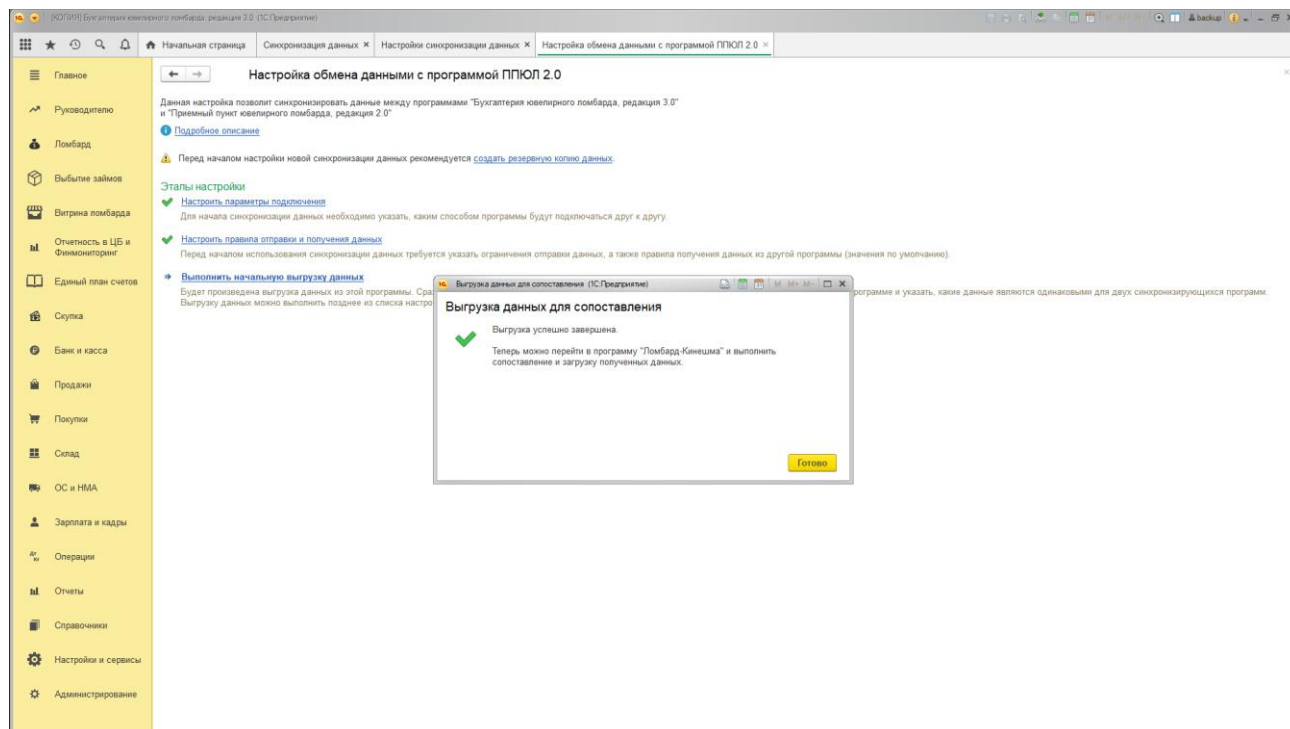 [КОПИЯ] Бухгалтерия ювелирного ломбарда, редакция 3.0 (1С:Предприятие)
backup
Начальная страница
Синхронизация данных ×
Настройки синхронизации данных ×
Настройка обмена данными с программой ППЮЛ 2.0 ×
Главное
Руководителю
Ломбард
Выбытие займов
Витрина ломбарда
Отчетность в ЦБ и
Финмониторинг
Единый план счетов
Скупка
Банк и касса
Продажи
Покупки
Склад
ОС и НМА
Зарплата и кадры
Операции
Отчеты
Справочники
Настройки и сервисы
Администрирование
Настройка обмена данными с программой ППЮЛ 2.0
Данная настройка позволит синхронизировать данные между программами "Бухгалтерия ювелирного ломбарда, редакция 3.0"
и "Приемный пункт ювелирного ломбарда, редакция 2.0"
Подробное описание
Перед началом настройки новой синхронизации данных рекомендуется создать резервную копию данных.
Этапы настройки
Настроить параметры подключения
Для начала синхронизации данных необходимо указать, каким способом программы будут подключаться друг к другу.
Настроить правила отправки и получения данных
Перед началом использования синхронизации данных требуется указать ограничения отправки данных, а также правила получения данных из другой программы (значения по умолчанию).
Выполнить начальную выгрузку данных
Будет произведена выгрузка данных из этой программы. Сра
рограмме и указать, какие данные являются одинаковыми для двух синхронизирующихся программ.
Выгрузку данных можно выполнить позднее из списка настро
Выгрузка данных для сопоставления (1С:Предприятие)
M M+ M-
Выгрузка данных для сопоставления
Выгрузка успешно завершена.
Теперь можно перейти в программу "Ломбард-Кинешма" и выполнить
сопоставление и загрузку полученных данных.
Готово